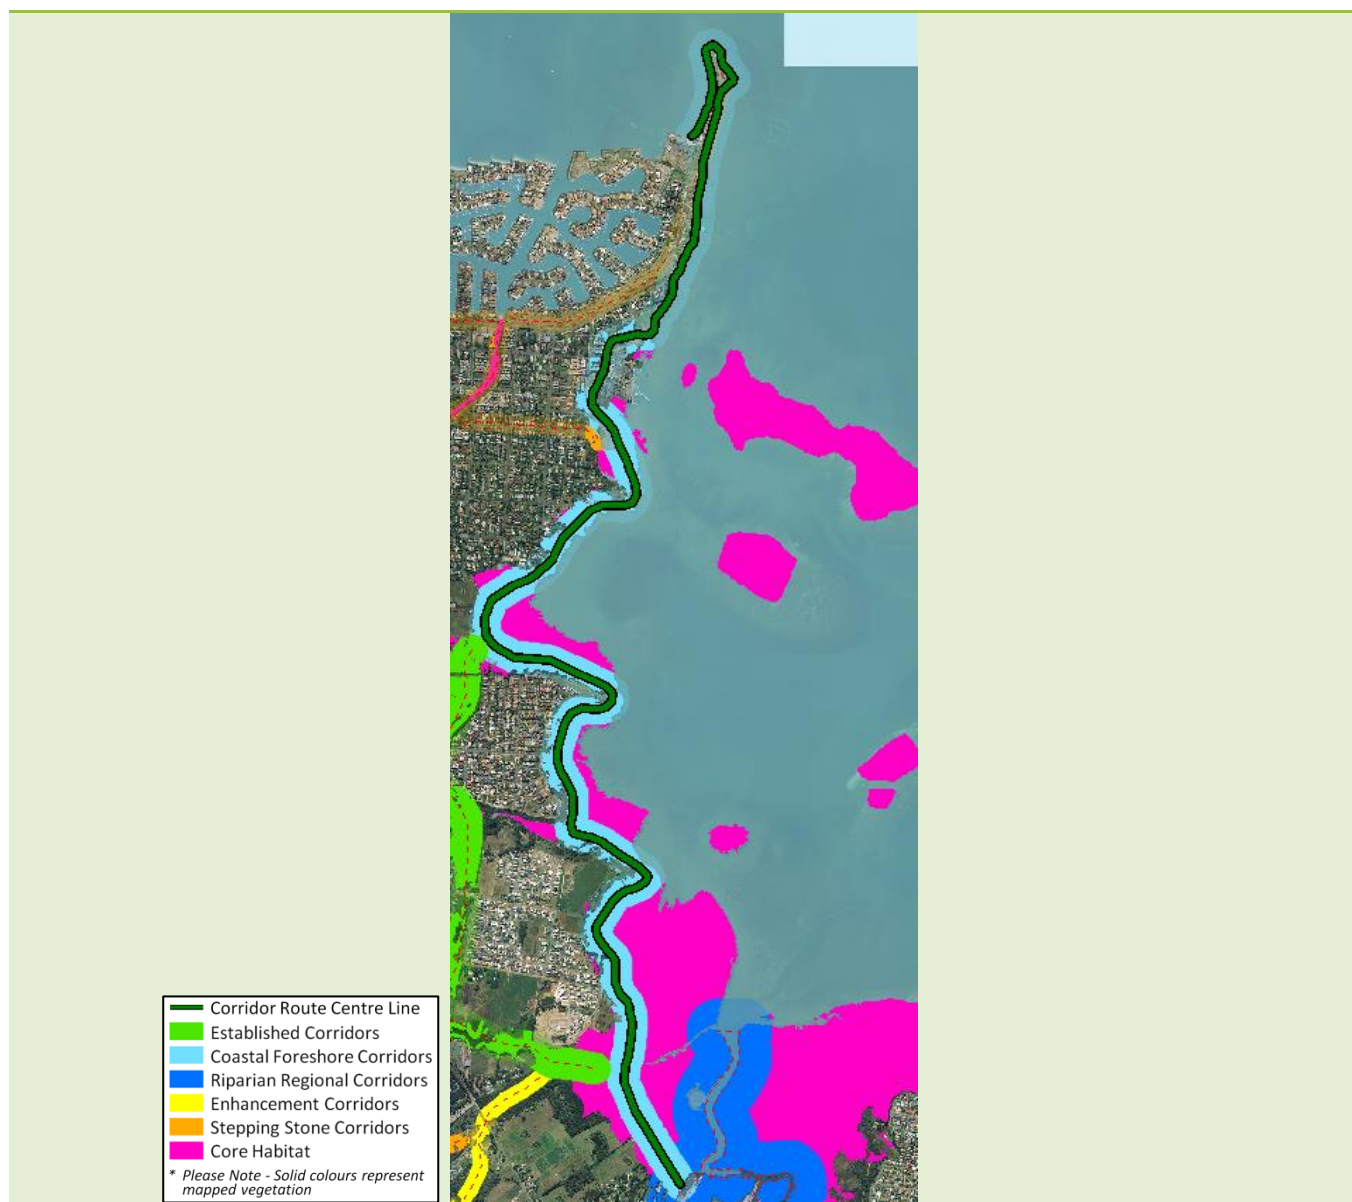 Corridor Route Centre Line
Established Corridors
Coastal Foreshore Corridors
Riparian Regional Corridors
Enhancement Corridors
Stepping Stone Corridors
Core Habitat
* Please Note - Solid colours represent
mapped vegetation